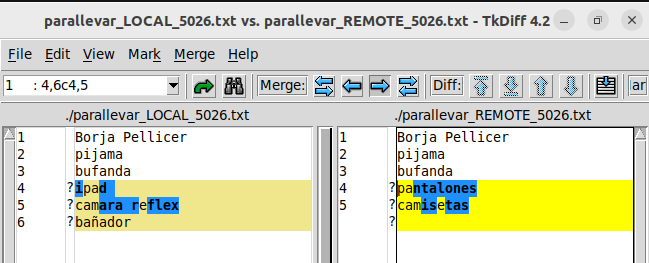 parallevar_LOCAL_5026.txt vs. parallevar_REMOTE_5026.txt - TkDiff 4.2
File Edit View Mark Merge Help
1 : 4,6c4,5 Merge: Diff: ar
./parallevar_LOCAL_5026.txt ./parallevar_REMOTE_5026.txt
1 Borja Pellicer
2 pijama
3 bufanda
4 ?ipad
5 ?camara reflex
6 ?bañador
1 Borja Pellicer
2 pijama
3 bufanda
4 ?pantalones
5 ?camisetas
?